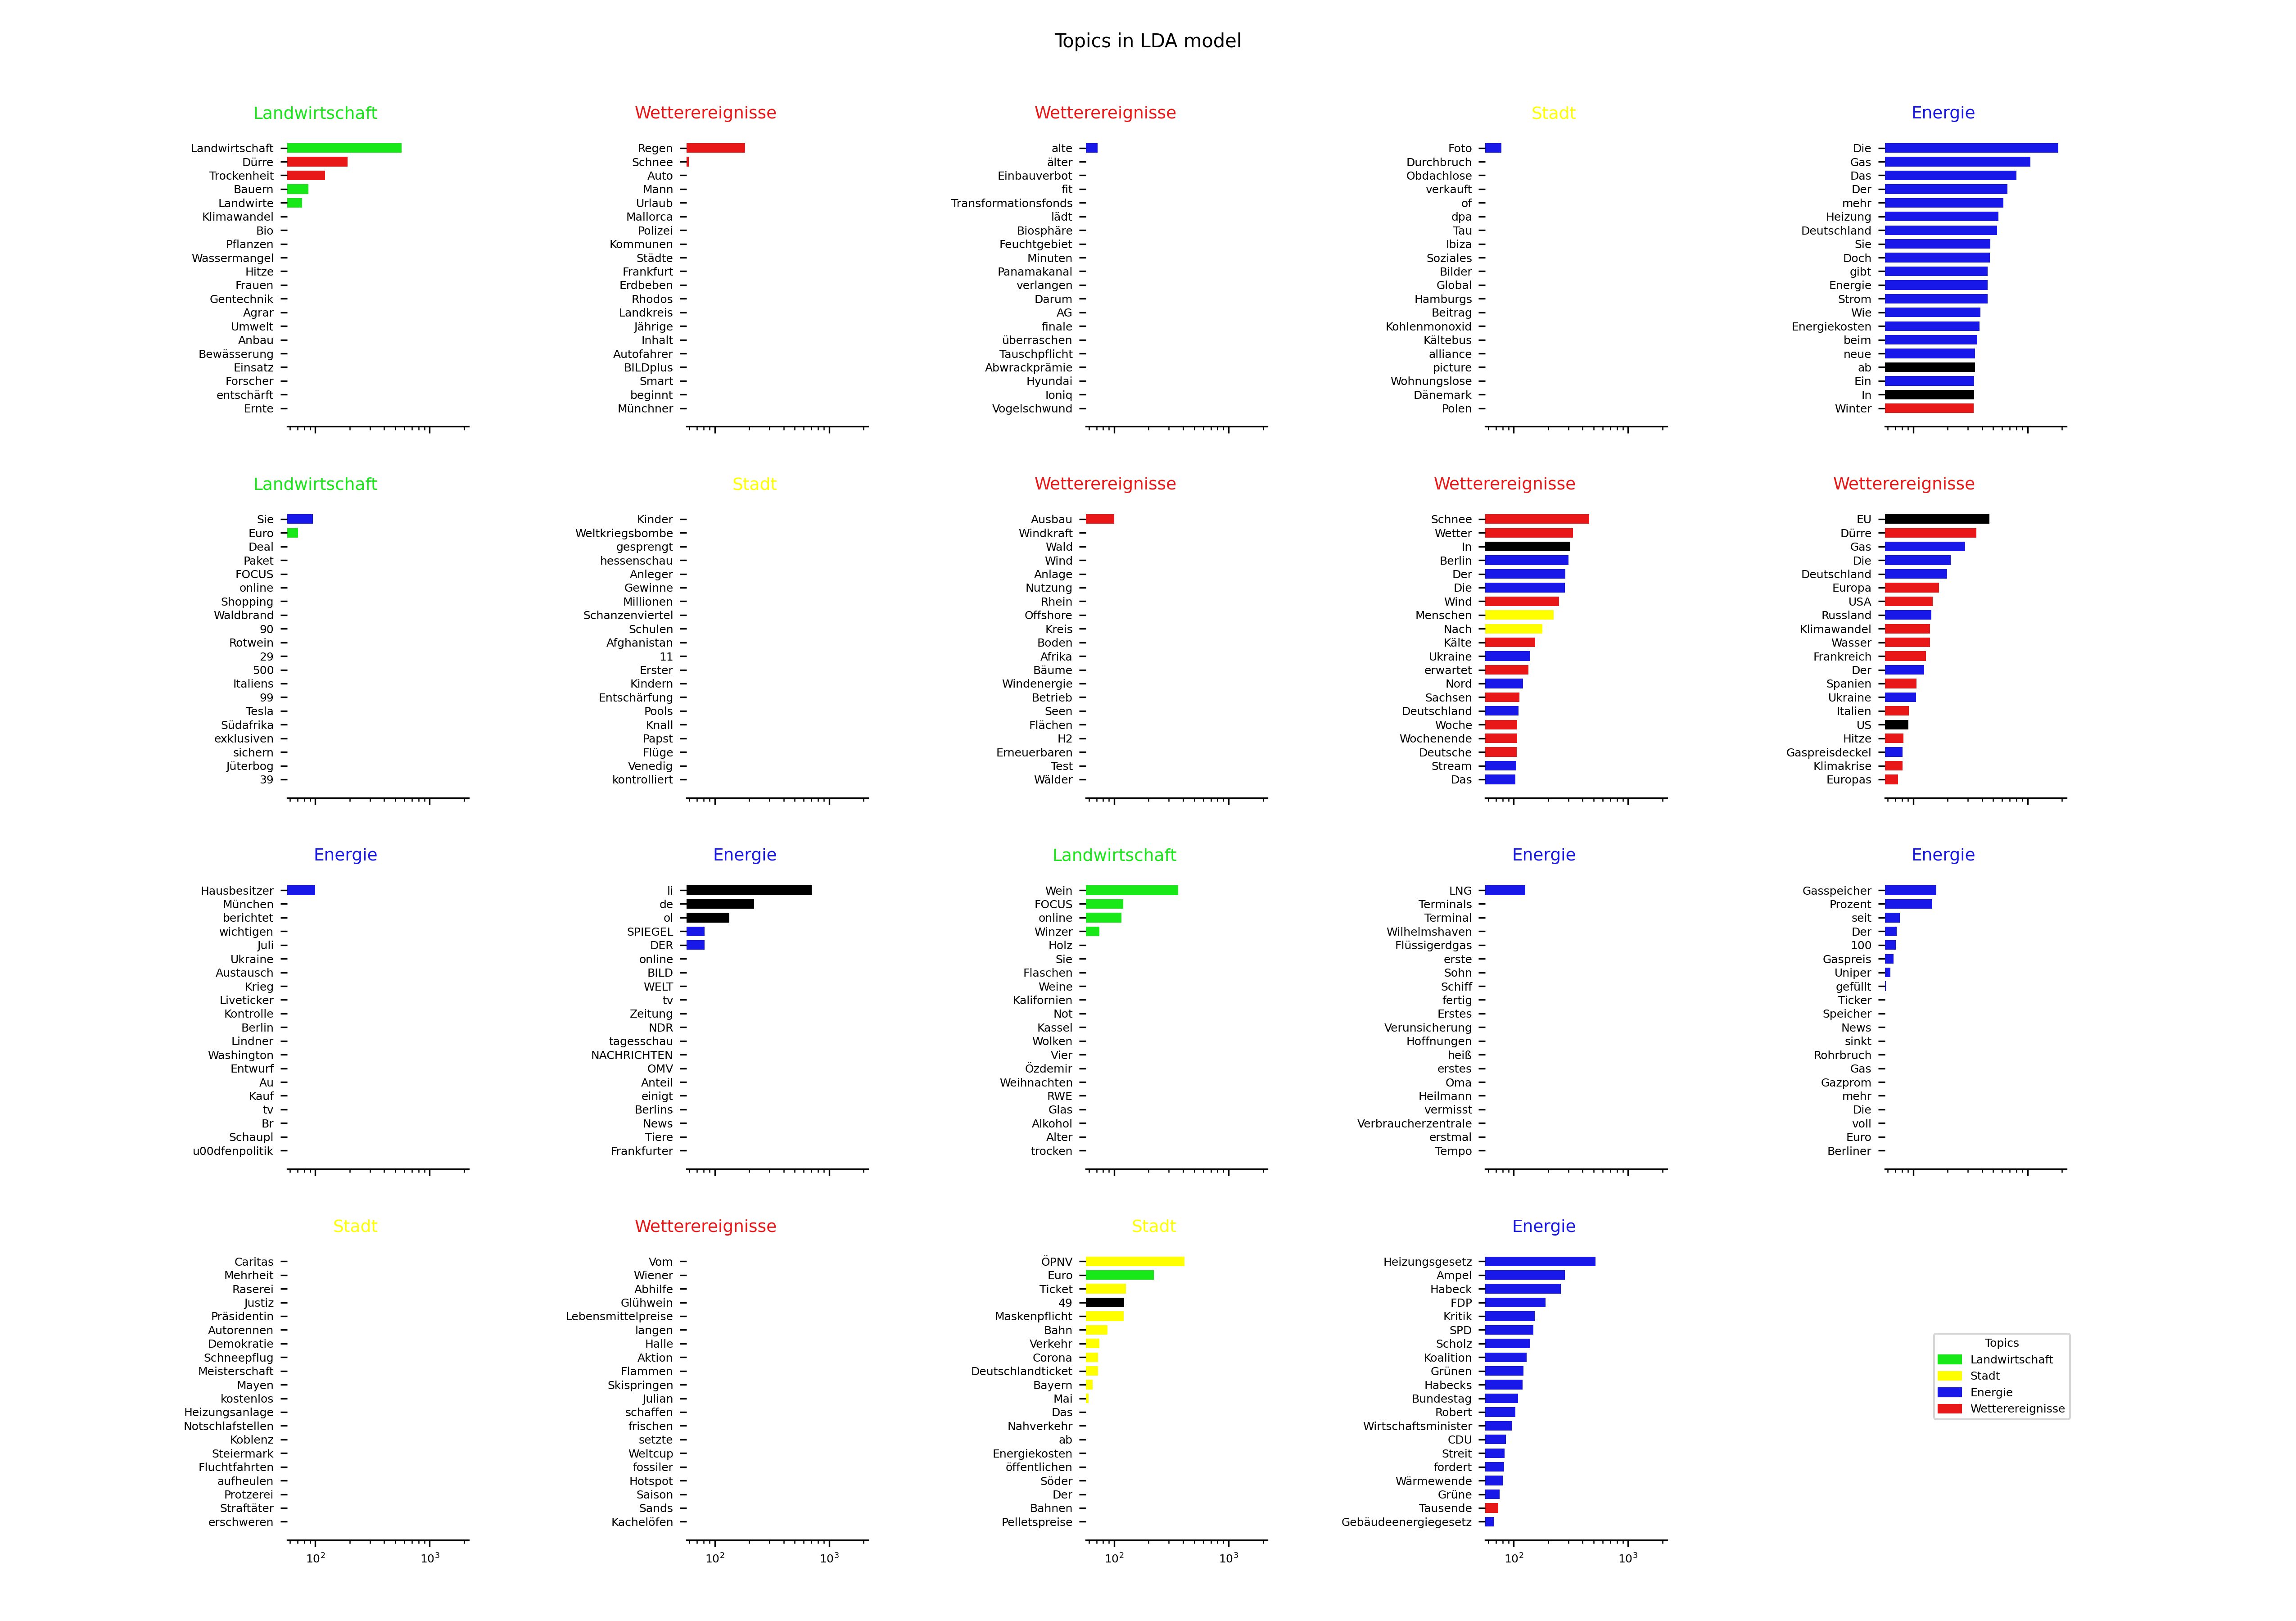 Topics in LDA model
Landwirtschaft
Landwirtschaft
Dürre
Trockenheit
Bauern
Landwirte
Klimawandel
Bio
Pflanzen
Wassermangel
Hitze
Frauen
Gentechnik
Agrar
Umwelt
Anbau
Bewässerung
Einsatz
Forscher
entschärft
Ernte
Wetterereignisse
Regen
Schnee
Auto
Mann
Urlaub
Mallorca
Polizei
Kommunen
Städte
Frankfurt
Erdbeben
Rhodos
Landkreis
Jährige
Inhalt
Autofahrer
BILDplus
Smart
beginnt
Münchner
Wetterereignisse
alte
älter
Einbauverbot
fit
Transformationsfonds
lädt
Biosphäre
Feuchtgebiet
Minuten
Panamakanal
verlangen
Darum
AG
finale
überraschen
Tauschpflicht
Abwrackprämie
Hyundai
Ioniq
Vogelschwund
Stadt
Foto
Durchbruch
Obdachlose
verkauft
of
dpa
Tau
Ibiza
Soziales
Bilder
Global
Hamburgs
Beitrag
Kohlenmonoxid
Kältebus
alliance
picture
Wohnungslose
Dänemark
Polen
Energie
Die
Gas
Das
Der
mehr
Heizung
Deutschland
Sie
Doch
gibt
Energie
Strom
Wie
Energiekosten
beim
neue
ab
Ein
In
Winter
Landwirtschaft
Sie
Euro
Deal
Paket
FOCUS
online
Shopping
Waldbrand
90
Rotwein
29
500
Italiens
99
Tesla
Südafrika
exklusiven
sichern
Jüterbog
39
Stadt
Kinder
Weltkriegsbombe
gesprengt
hessenschau
Anleger
Gewinne
Millionen
Schanzenviertel
Schulen
Afghanistan
11
Erster
Kindern
Entschärfung
Pools
Knall
Papst
Flüge
Venedig
kontrolliert
Wetterereignisse
Ausbau
Windkraft
Wald
Wind
Anlage
Nutzung
Rhein
Offshore
Kreis
Boden
Afrika
Bäume
Windenergie
Betrieb
Seen
Flächen
H2
Erneuerbaren
Test
Wälder
Wetterereignisse
Schnee
Wetter
In
Berlin
Der
Die
Wind
Menschen
Nach
Kälte
Ukraine
erwartet
Nord
Sachsen
Deutschland
Woche
Wochenende
Deutsche
Stream
Das
Wetterereignisse
EU
Dürre
Gas
Die
Deutschland
Europa
USA
Russland
Klimawandel
Wasser
Frankreich
Der
Spanien
Ukraine
Italien
US
Hitze
Gaspreisdeckel
Klimakrise
Europas
Energie
Hausbesitzer
München
berichtet
wichtigen
Juli
Ukraine
Austausch
Krieg
Liveticker
Kontrolle
Berlin
Lindner
Washington
Entwurf
Au
Kauf
tv
Br
Schaupl
u00dfenpolitik
Energie
li
de
ol
SPIEGEL
DER
online
BILD
WELT
tv
Zeitung
NDR
tagesschau
NACHRICHTEN
OMV
Anteil
einigt
Berlins
News
Tiere
Frankfurter
Landwirtschaft
Wein
FOCUS
online
Winzer
Holz
Sie
Flaschen
Weine
Kalifornien
Not
Kassel
Wolken
Vier
Özdemir
Weihnachten
RWE
Glas
Alkohol
Alter
trocken
Energie
LNG
Terminals
Terminal
Wilhelmshaven
Flüssigerdgas
erste
Sohn
Schiff
fertig
Erstes
Verunsicherung
Hoffnungen
heiß
erstes
Oma
Heilmann
vermisst
Verbraucherzentrale
erstmal
Tempo
Energie
Gasspeicher
Prozent
seit
Der
100
Gaspreis
Uniper
gefüllt
Ticker
Speicher
News
sinkt
Rohrbruch
Gas
Gazprom
mehr
Die
voll
Euro
Berliner
Stadt
Caritas
Mehrheit
Raserei
Justiz
Präsidentin
Autorennen
Demokratie
Schneepflug
Meisterschaft
Mayen
kostenlos
Heizungsanlage
Notschlafstellen
Koblenz
Steiermark
Fluchtfahrten
aufheulen
Protzerei
Straftäter
erschweren
10² 10³
Wetterereignisse
Vom
Wiener
Abhilfe
Glühwein
Lebensmittelpreise
langen
Halle
Aktion
Flammen
Skispringen
Julian
schaffen
frischen
setzte
Weltcup
fossiler
Hotspot
Saison
Sands
Kachelöfen
10² 10³
Stadt
ÖPNV
Euro
Ticket
49
Maskenpflicht
Bahn
Verkehr
Corona
Deutschlandticket
Bayern
Mai
Das
Nahverkehr
ab
Energiekosten
öffentlichen
Söder
Der
Bahnen
Pelletspreise
10² 10³
Energie
Heizungsgesetz
Ampel
Habeck
FDP
Kritik
SPD
Scholz
Koalition
Grünen
Habecks
Bundestag
Robert
Wirtschaftsminister
CDU
Streit
fordert
Wärmewende
Grüne
Tausende
Gebäudeenergiegesetz
10² 10³
Topics
Landwirtschaft
Stadt
Energie
Wetterereignisse